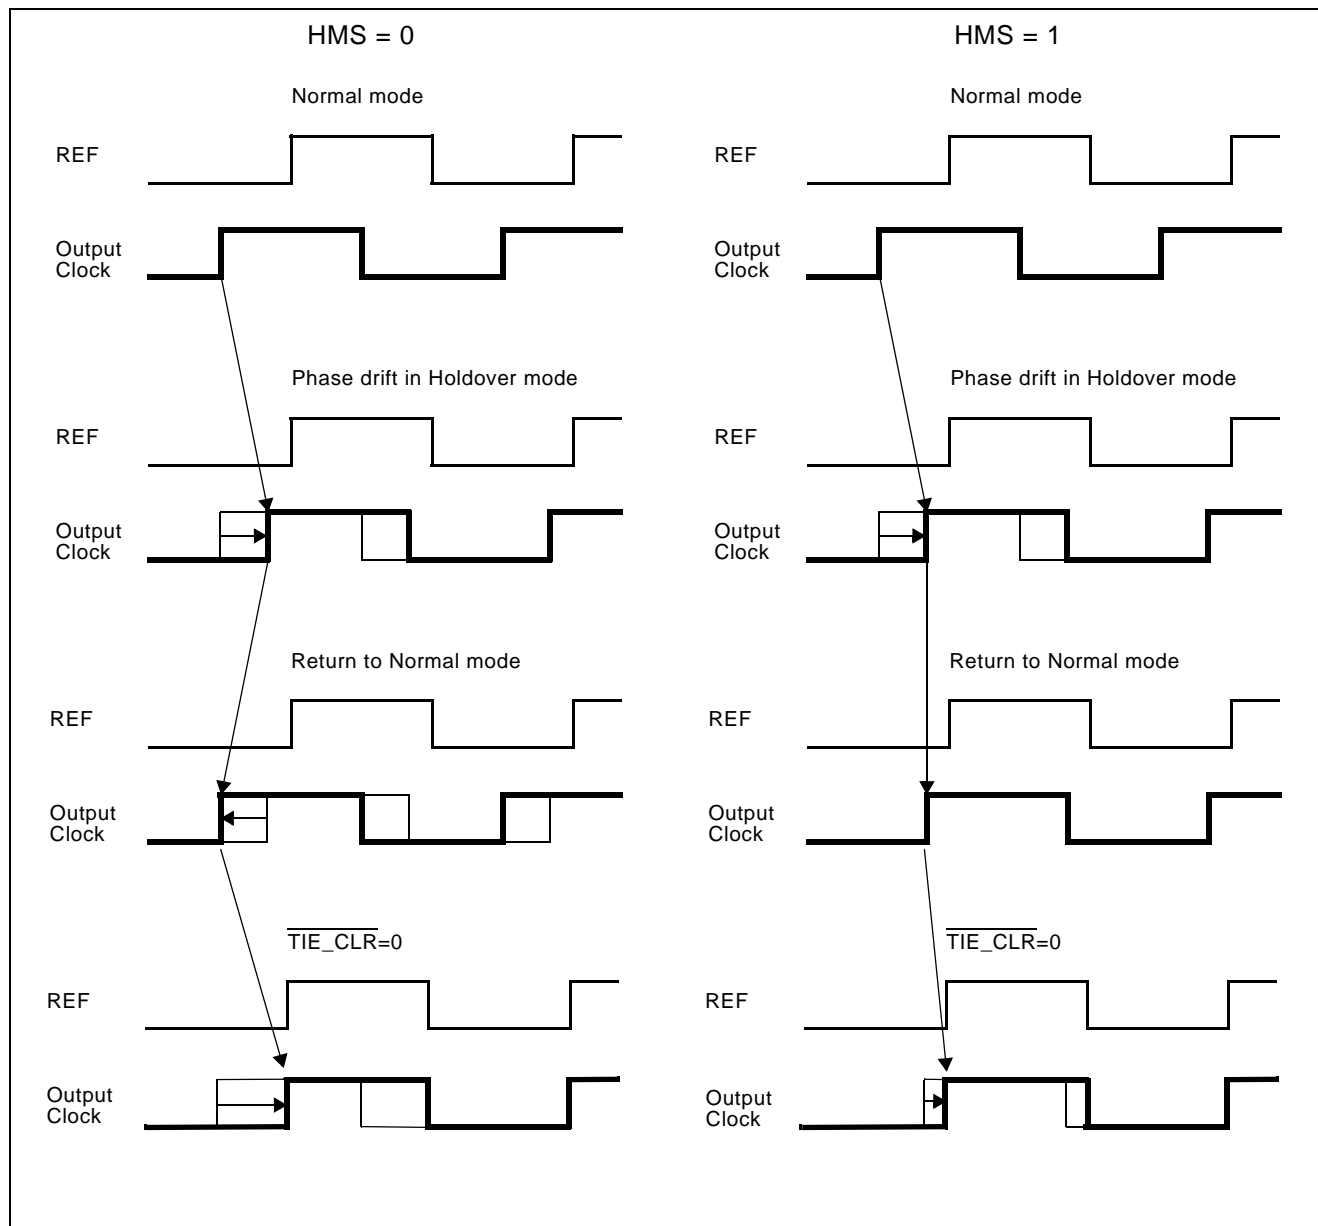 HMS = 0
HMS = 1
Normal mode
Normal mode
REF
REF
Output
Clock
Output
Clock
Phase drift in Holdover mode
Phase drift in Holdover mode
REF
REF
Output
Clock
Output
Clock
Return to Normal mode
Return to Normal mode
REF
REF
Output
Clock
Output
Clock
TIE_CLR=0
TIE_CLR=0
REF
REF
Output
Clock
Output
Clock